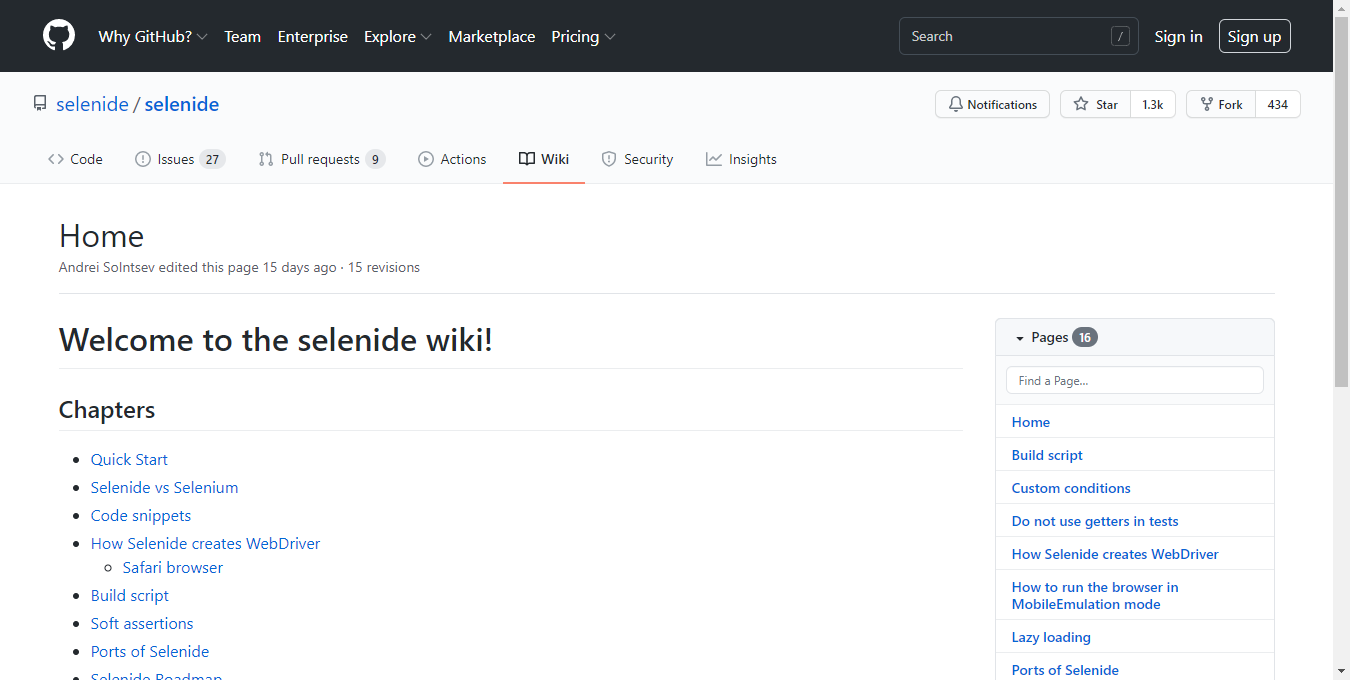 Why GitHub? Team Enterprise Explore Marketplace Pricing Search / Sign in Sign up
selenide / selenide Notifications Star 1.3k Fork 434
Code Issues 27 Pull requests 9 Actions Wiki Security Insights
Home
Andrei Solntsev edited this page 15 days ago · 15 revisions
Welcome to the selenide wiki!
Chapters
Quick Start
Selenide vs Selenium
Code snippets
How Selenide creates WebDriver
Safari browser
Build script
Soft assertions
Ports of Selenide
Selenide Roadmap
Pages 16
Find a Page...
Home
Build script
Custom conditions
Do not use getters in tests
How Selenide creates WebDriver
How to run the browser in
MobileEmulation mode
Lazy loading
Ports of Selenide